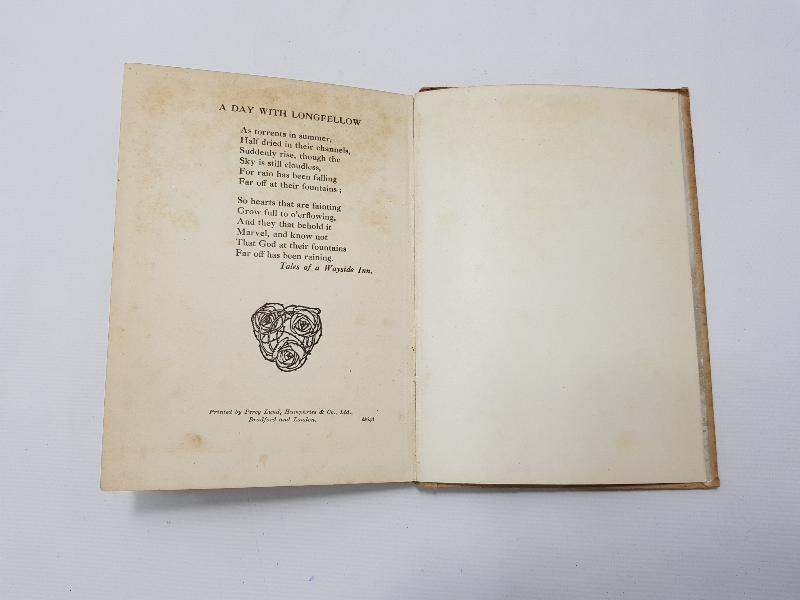 A DAY WITH LONGFELLOW
As torrents in summer,
Half dried in their channels,
Suddenly rise, though the
Sky is still cloudless,
For rain has been falling
Far off at their fountains ;
So hearts that are fainting
Grow full to o'erflowing,
And they that behold it
Marvel, and know not
That God at their fountains
Far off has been raining.
Tales of a Wayside Inn.
Printed by Percy Lund, Humphries & Co., Ltd.
Bradford and London.